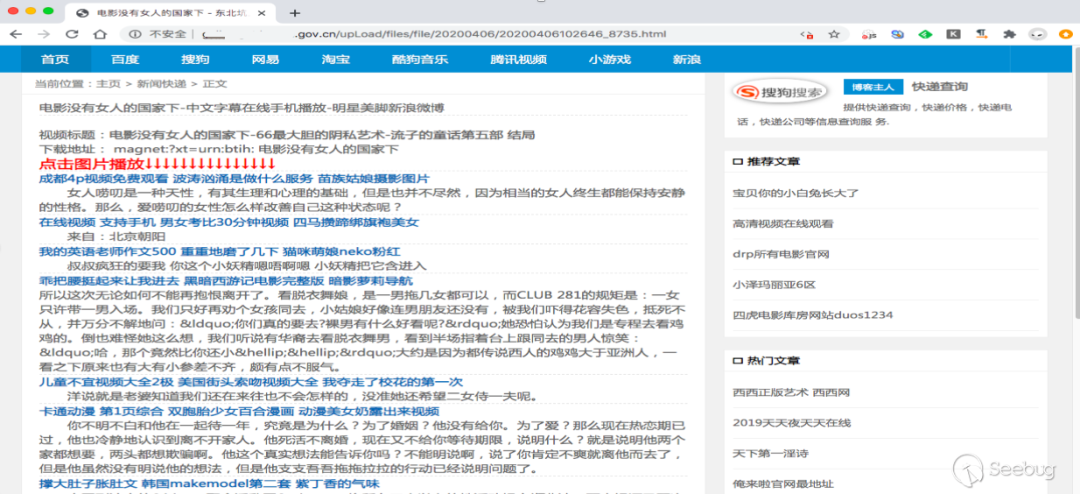 电影没有女人的国家下 - 东北坑
不安全
.gov.cn/upLoad/files/file/20200406/20200406102646_8735.html
首页 百度 搜狗 网易 淘宝 酷狗音乐 腾讯视频 小游戏 新浪
当前位置：主页 > 新闻快递 > 正文
电影没有女人的国家下-中文字幕在线手机播放-明星美脚新浪微博
视频标题：电影没有女人的国家下-66最大胆的阴私艺术-流子的童话第五部 结局
下载地址： magnet:?xt=urn:btih: 电影没有女人的国家下
点击图片播放↓↓↓↓↓↓↓↓↓↓↓↓↓↓↓
成都4p视频免费观看 波涛汹涌是做什么服务 苗族姑娘摄影图片
女人唠叨是一种天性，有其生理和心理的基础，但是也并不尽然，因为相当的女人终生都能保持安静
的性格。那么，爱唠叨的女性怎么样改善自己这种状态呢？
在线视频 支持手机 男女考比30分钟视频 四马攒蹄绑旗袍美女
来自：北京朝阳
我的英语老师作文500 重重地磨了几下 猫咪萌娘neko粉红
叔叔疯狂的要我 你这个小妖精嗯唔啊嗯 小妖精把它含进入
乖把腰挺起来让我进去 黑暗西游记电影完整版 暗影萝莉导航
所以这次无论如何不能再抱恨离开了。看脱衣舞娘，是一男拖几女都可以，而CLUB 281的规矩是：一女
只许带一男入场。我们只好再劝个女孩同去，小姑娘好像连男朋友还没有，被我们吓得花容失色，抵死不
从，并万分不解地问：&ldquo;你们真的要去?裸男有什么好看呢?&rdquo;她恐怕认为我们是专程去看鸡
鸡的。倒也难怪她这么想，我们听说有华裔去看脱衣舞男，看到半场指着台上跟同去的男人惊笑：
&ldquo;哈，那个竟然比你还小&hellip;&hellip;&rdquo;大约是因为都传说西人的鸡鸡大于亚洲人，一
看之下原来也有大有小参差不齐，颇有点不服气。
儿童不宜视频大全2极 美国街头索吻视频大全 我夺走了校花的第一次
洋说就是老婆知道我们还在来往也不会怎样的，没准她还希望二女侍一夫呢。
卡通动漫 第1页综合 双胞胎少女百合漫画 动漫美女奶露出来视频
你不明不白和他在一起待一年，究竟是为什么？为了婚姻？他没有给你。为了爱？那么现在热恋期已
过，他也冷静地认识到离不开家人。他死活不离婚，现在又不给你等待期限，说明什么？就是说明他两个
家都想要，两头都想欺骗啊。他这个真实想法能告诉你吗？不能明说啊，说了你肯定不爽就离他而去了，
但是他虽然没有明说他的想法，但是他支支吾吾拖拖拉拉的行动已经说明问题了。
撑大肚子胀肚文 韩国makemodel第二套 紫丁香的气味
搜狗搜索
博客主人 快递查询
提供快递查询，快递价格，快递电
话，快递公司等信息查询服 务.
推荐文章
宝贝你的小白兔长大了
高清视频在线观看
drp所有电影官网
小泽玛丽亚6区
四虎电影库房网站duos1234
热门文章
西西正版艺术 西西网
2019天天夜天天在线
天下第一淫诗
俺来啦官网最地址
Seebug